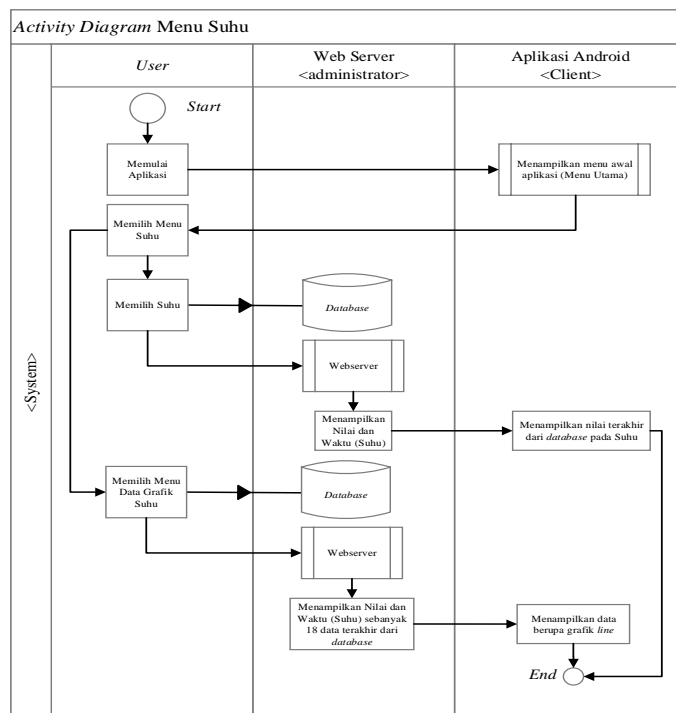 Activity Diagram Menu Suhu
User
Web Server
<administrator>
Aplikasi Android
<Client>
<System>
Start
Memulai
Aplikasi
Menampilkan menu awal
aplikasi (Menu Utama)
Memilih Menu
Suhu
Memilih Suhu
Database
Webserver
Menampilkan
Nilai dan
Waktu (Suhu)
Menampilkan nilai terakhir
dari database pada Suhu
Memilih Menu
Data Grafik
Suhu
Database
Webserver
Menampilkan Nilai dan
Waktu (Suhu) sebanyak
18 data terakhir dari
database
Menampilkan data
berupa grafik line
End